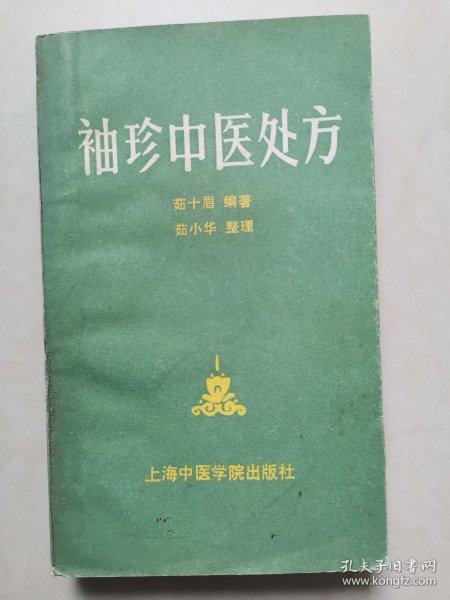 袖珍中医处方
茹十眉 编著
茹小华 整理
上海中医学院出版社
孔夫子旧书网
www.kongfz.com